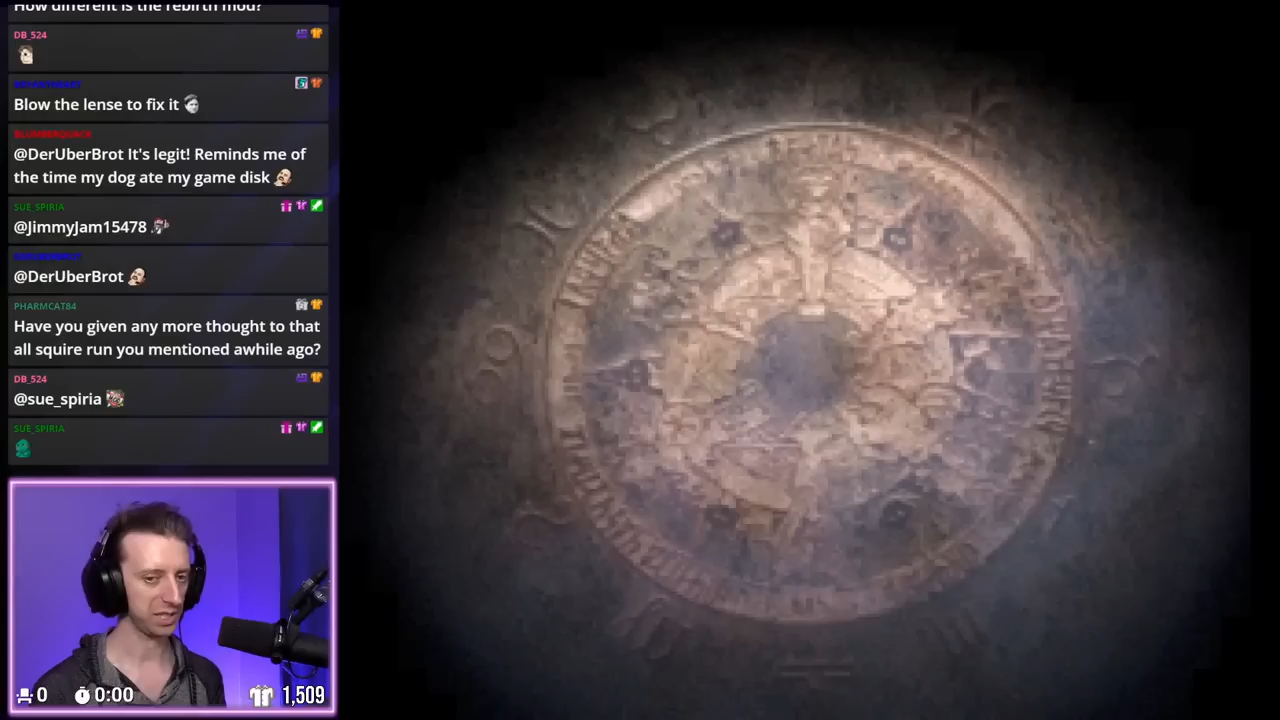 How different is the rebirth mod?
DB_524
Blow the lense to fix it
BLUMBERQUACK
@DerUberBrot It's legit! Reminds me of
the time my dog ate my game disk
SUE_SPIRIA
@JimmyJam15478
@DerUberBrot
PHARMCAT84
Have you given any more thought to that
all squire run you mentioned awhile ago?
DB_524
@sue_spiria
SUE_SPIRIA
0 0:00 1,509